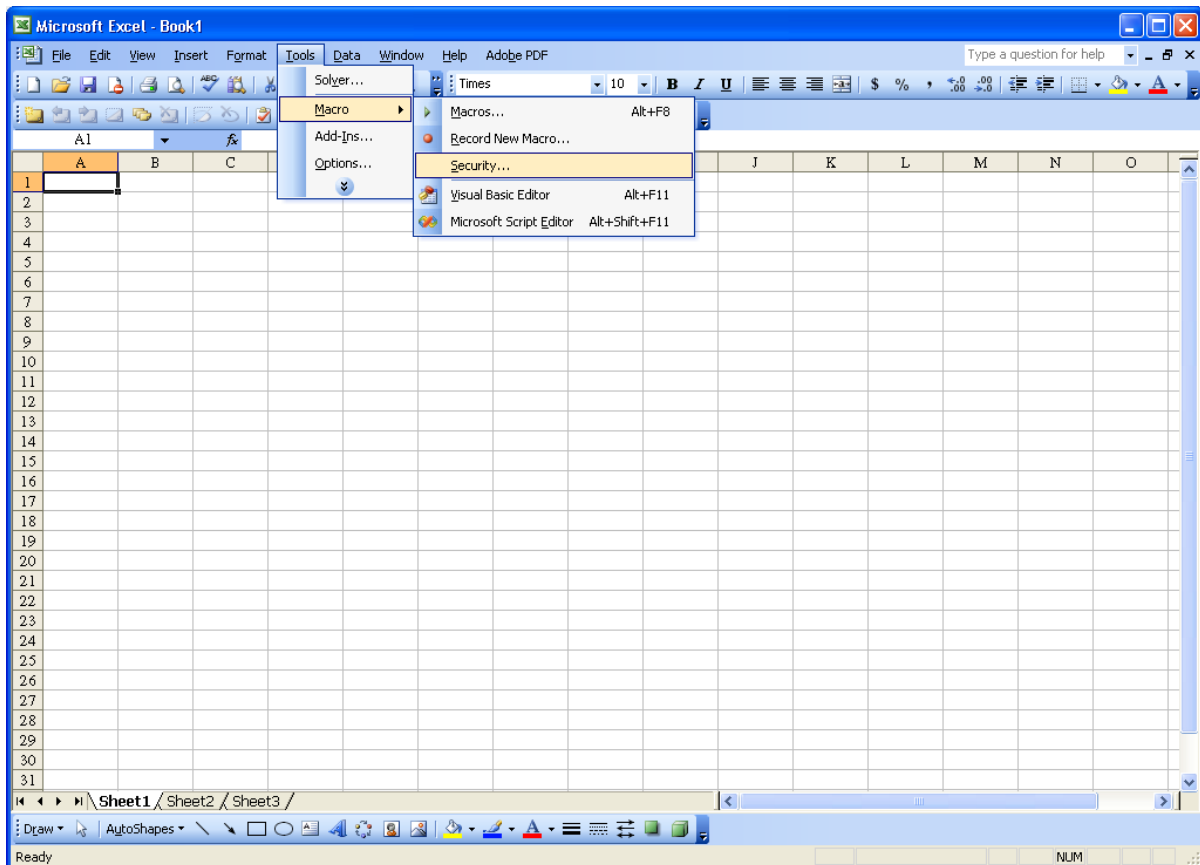 Microsoft Excel - Book1
File Edit View Insert Format Tools Data Window Help Adobe PDF Type a question for help
Solver...
Times 10 B I U $ % ,
Macro
Macros... Alt+F8
Add-Ins...
Record New Macro...
A1 fx
Options...
Security...
A B C J K L M N O
Visual Basic Editor Alt+F11
Microsoft Script Editor Alt+Shift+F11
1
2
3
4
5
6
7
8
9
10
11
12
13
14
15
16
17
18
19
20
21
22
23
24
25
26
27
28
29
30
31
Sheet1 Sheet2 Sheet3
Draw AutoShapes
Ready NUM